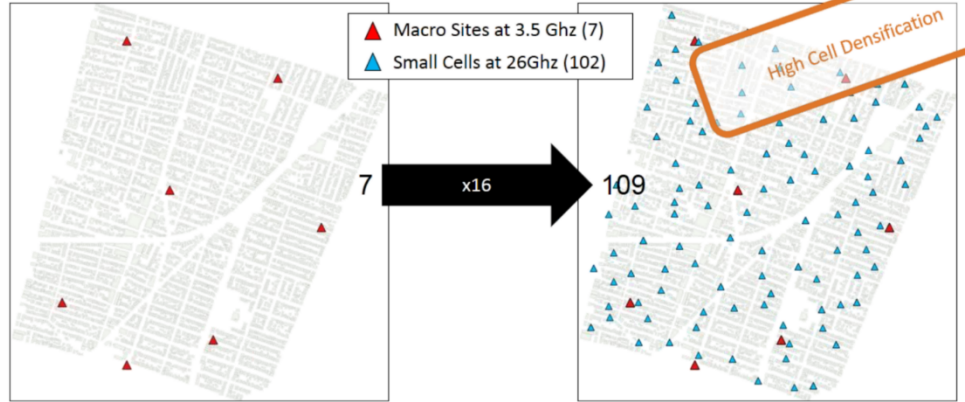 Macro Sites at 3.5 Ghz (7)
Small Cells at 26Ghz (102)
High Cell Densification
7
x16
109